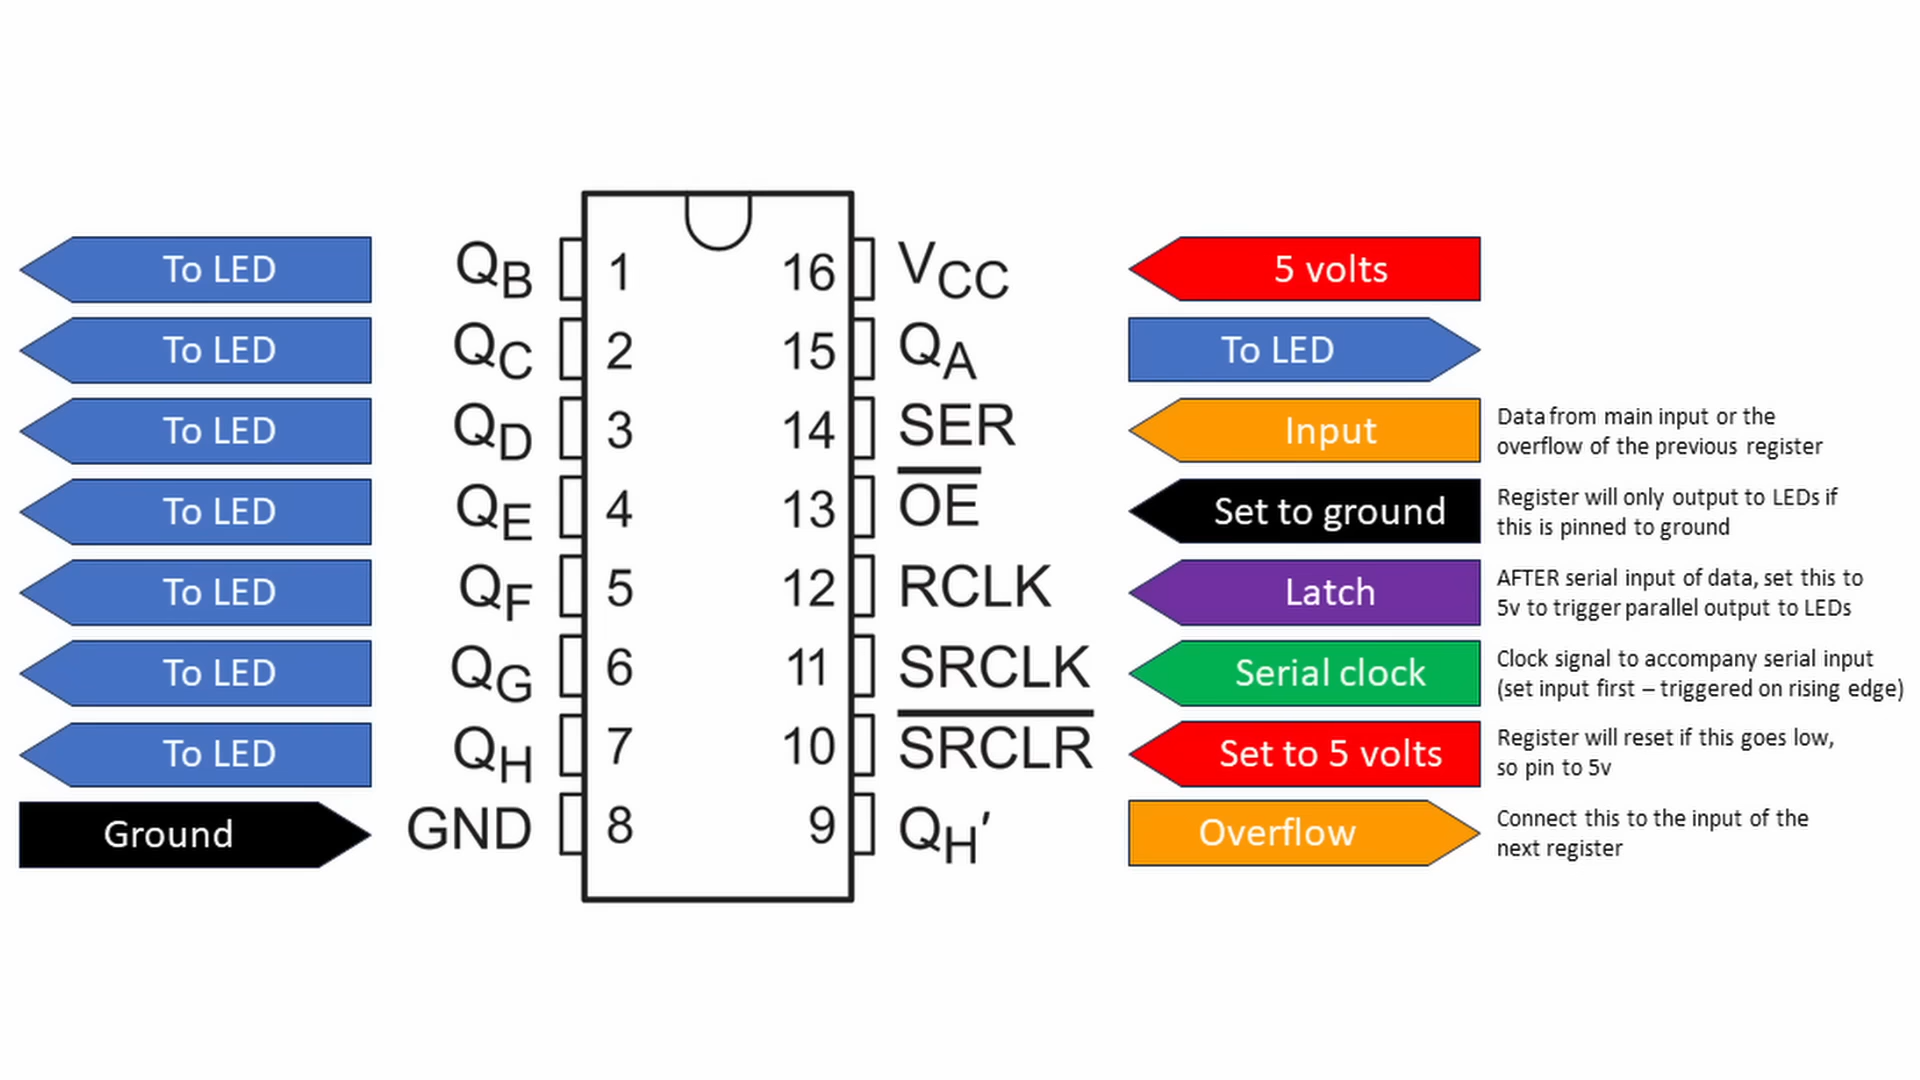 To LED QB 1 16 VCC 5 volts
To LED QC 2 15 QA To LED
To LED QD 3 14 SER Input
Data from main input or the
overflow of the previous register
To LED QE 4 13 OE Set to ground
Register will only output to LEDs if
this is pinned to ground
To LED QF 5 12 RCLK Latch
AFTER serial input of data, set this to
5v to trigger parallel output to LEDs
To LED QG 6 11 SRCLK Serial clock
Clock signal to accompany serial input
(set input first – triggered on rising edge)
To LED QH 7 10 SRCLR Set to 5 volts
Register will reset if this goes low,
so pin to 5v
Ground GND 8 9 QH′ Overflow
Connect this to the input of the
next register